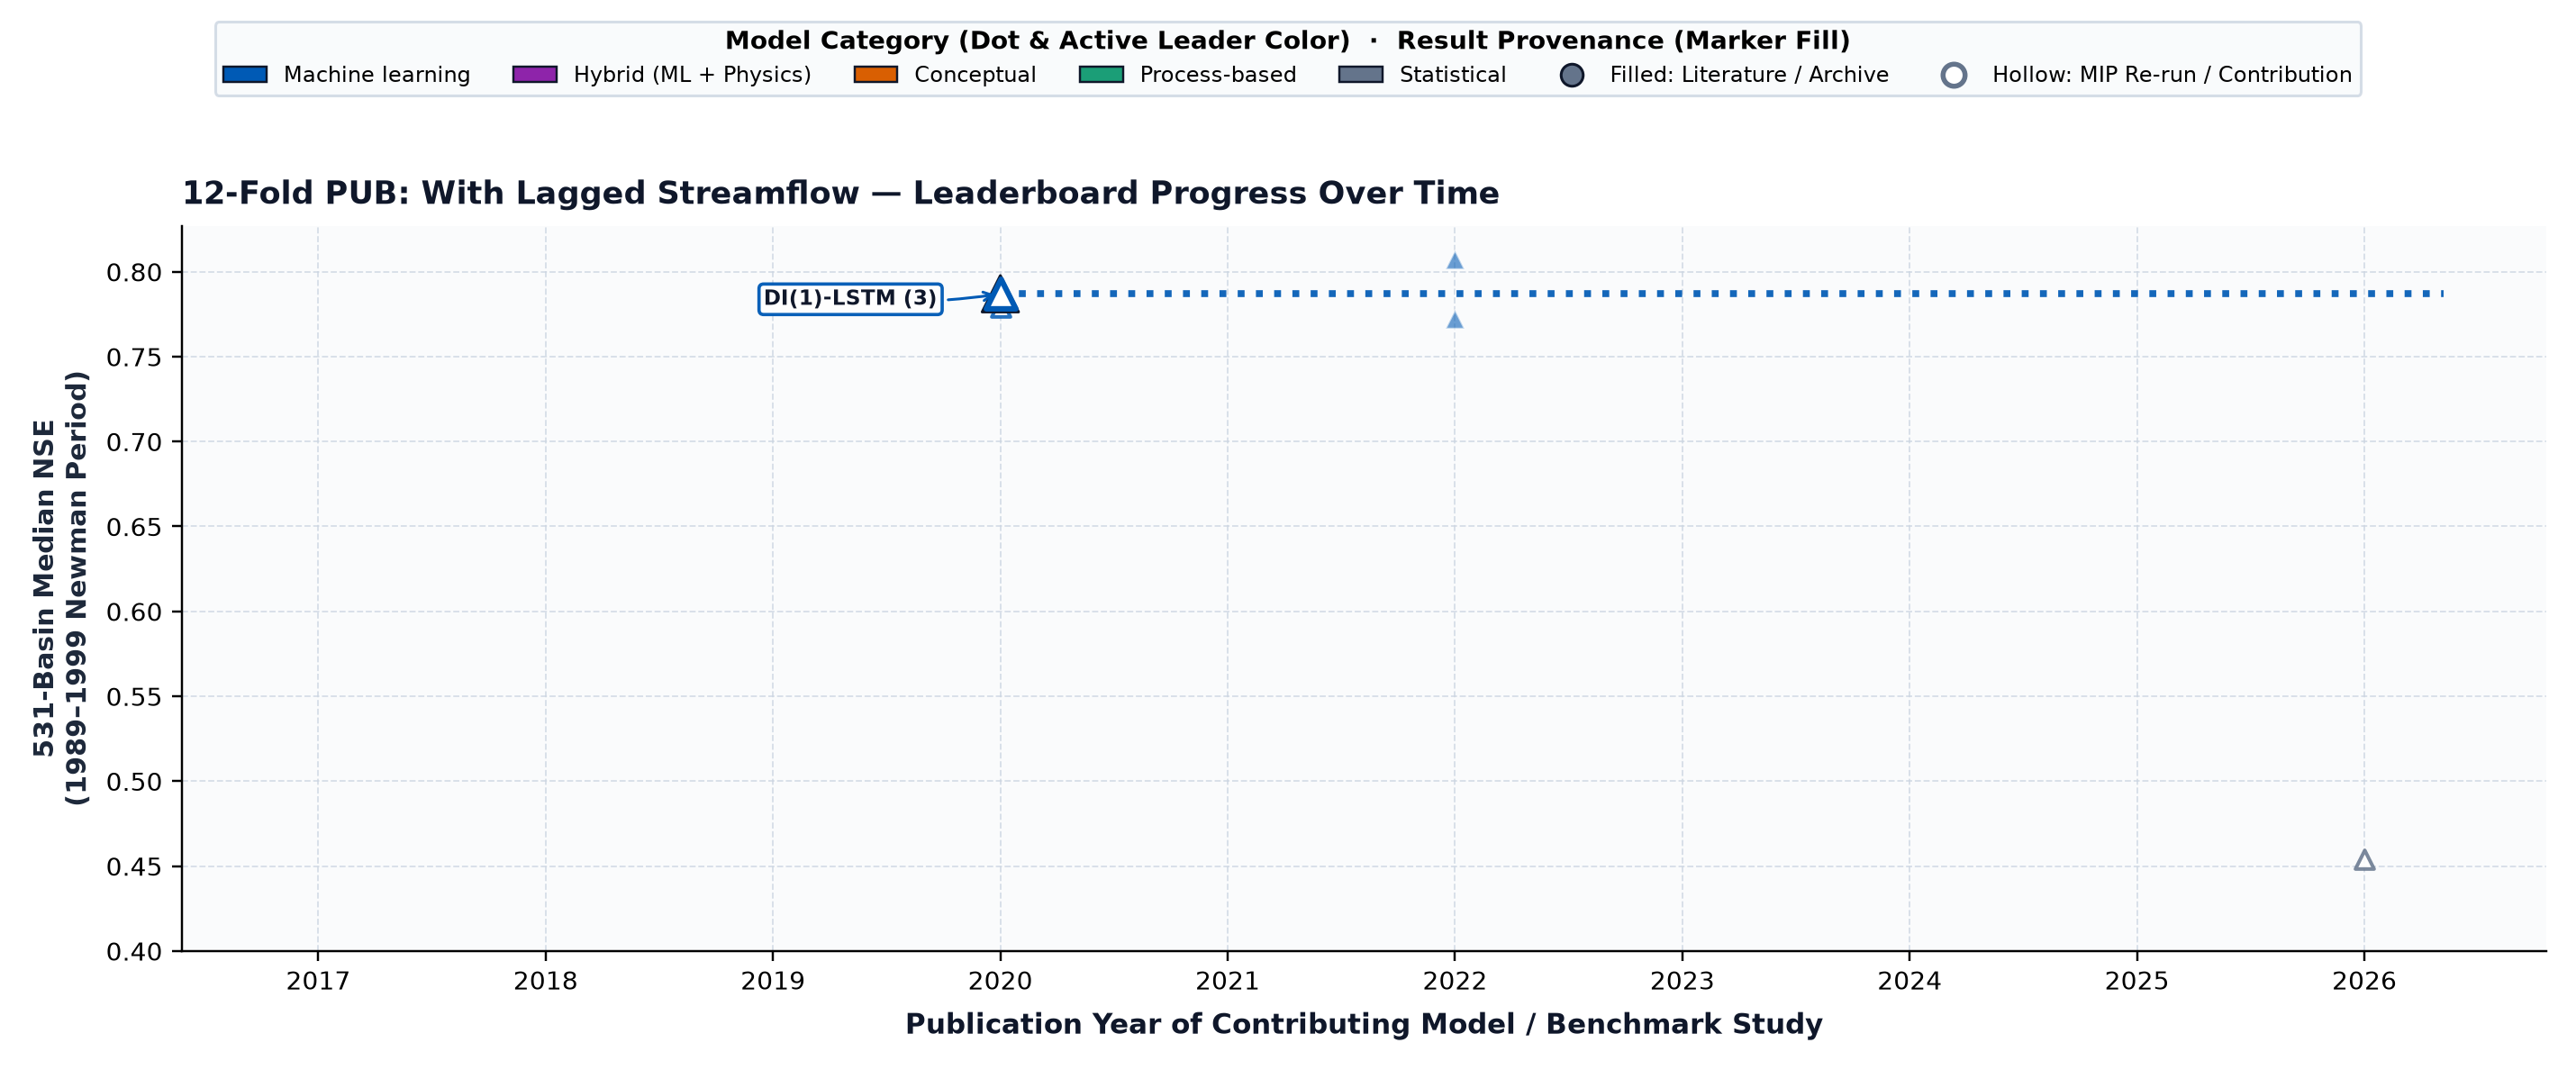 Model Category (Dot & Active Leader Color)  ·  Result Provenance (Marker Fill)
Machine learning
Hybrid (ML + Physics)
Conceptual
Process-based
Statistical
Filled: Literature / Archive
Hollow: MIP Re-run / Contribution
12-Fold PUB: With Lagged Streamflow — Leaderboard Progress Over Time
531-Basin Median NSE
(1989–1999 Newman Period)
0.80
0.75
0.70
0.65
0.60
0.55
0.50
0.45
0.40
DI(1)-LSTM (3)
2017
2018
2019
2020
2021
2022
2023
2024
2025
2026
Publication Year of Contributing Model / Benchmark Study